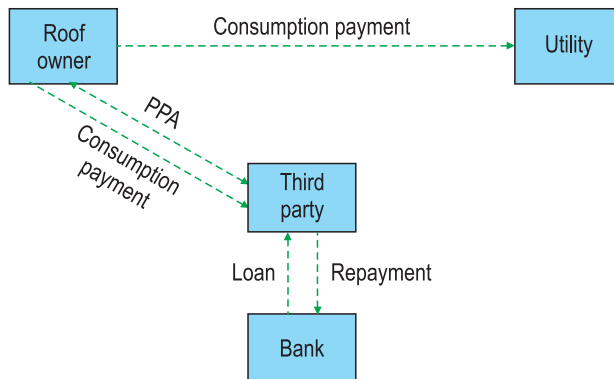 Roof
owner
Consumption payment
Utility
PPA
Consumption
payment
Third
party
Loan
Repayment
Bank